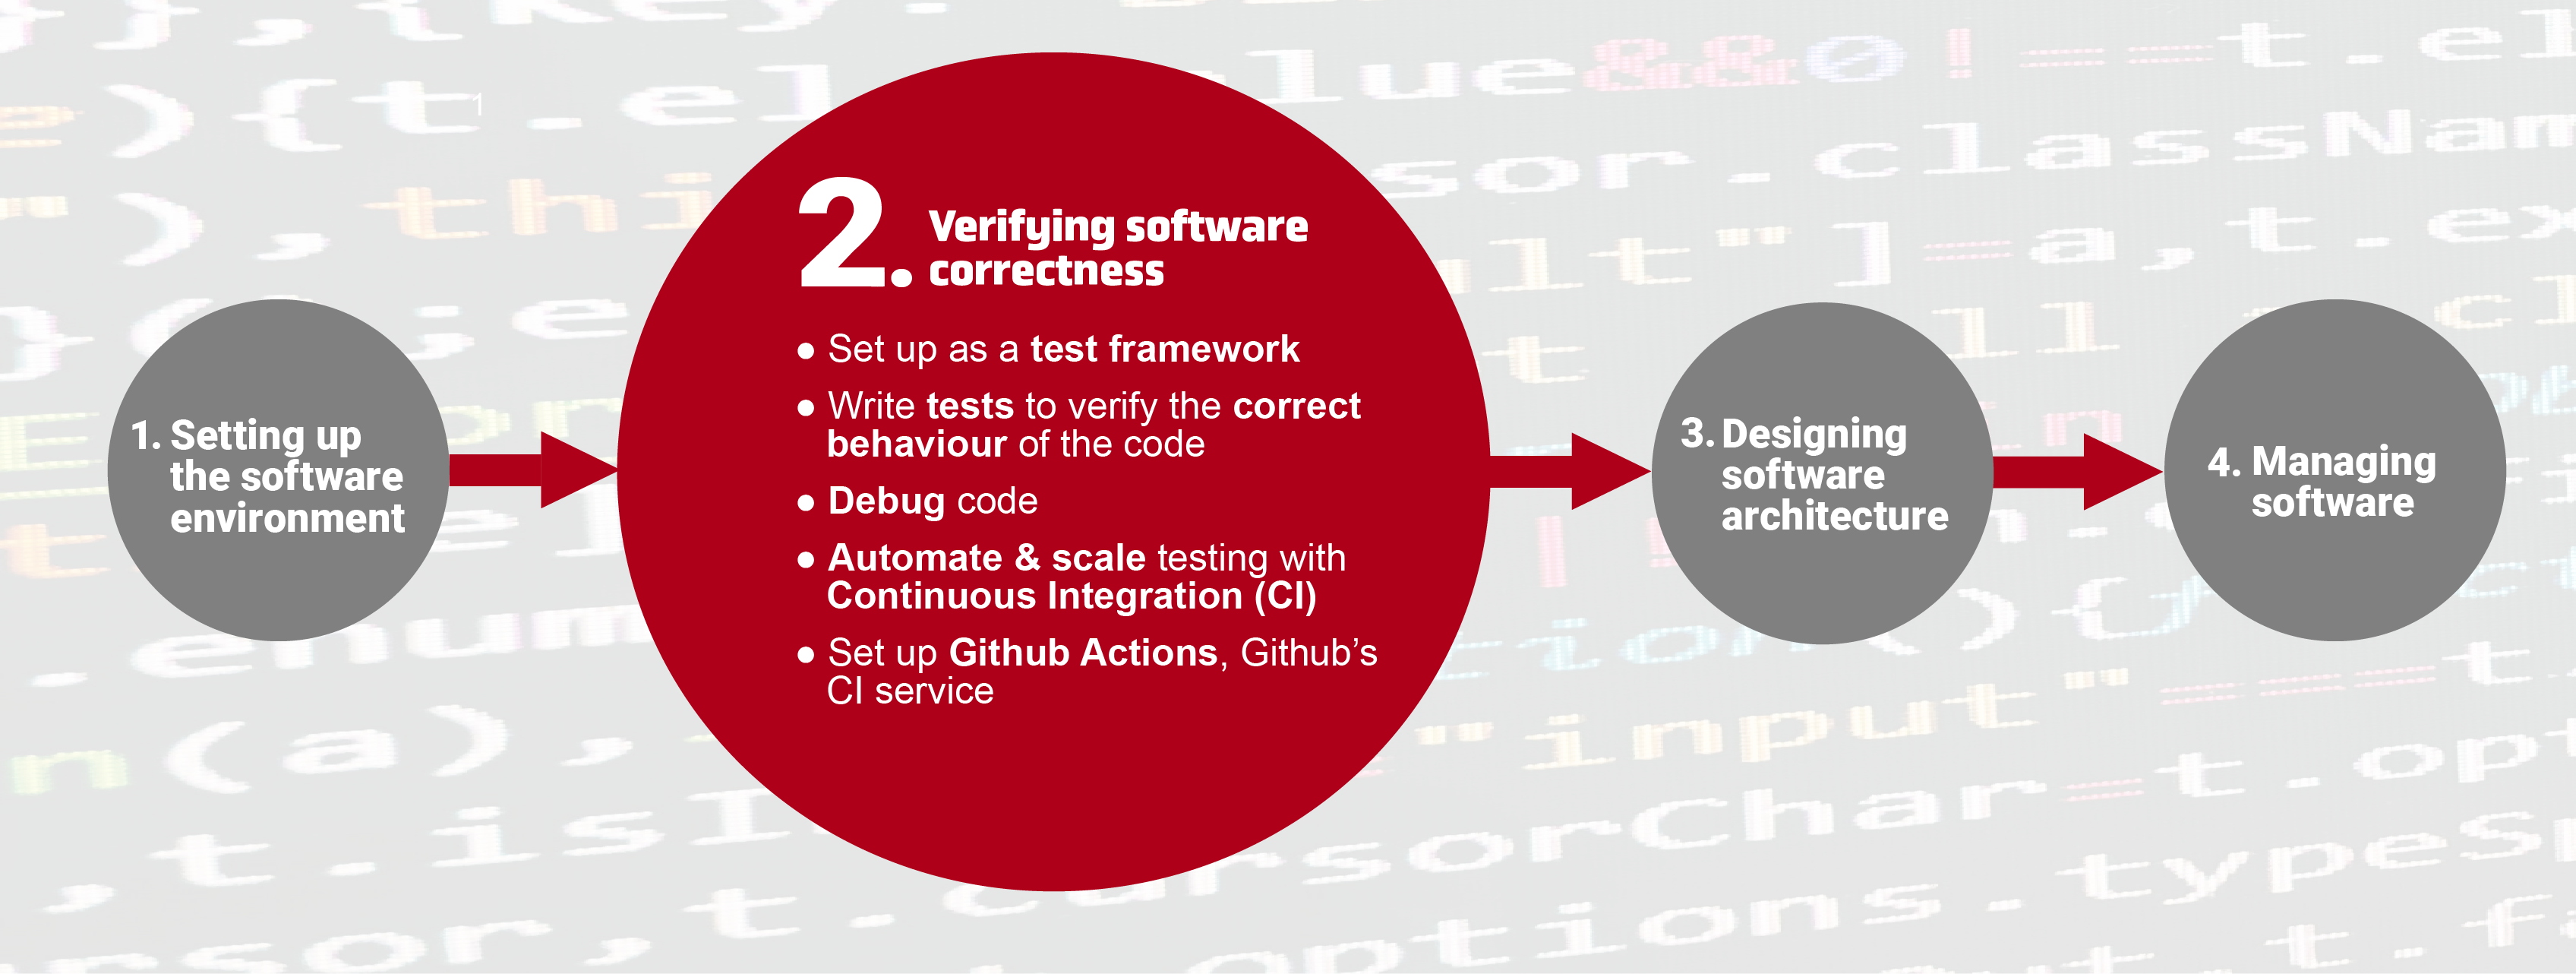 1. Setting up
the software
environment
2. Verifying software
correctness
● Set up as a test framework
● Write tests to verify the correct
behaviour of the code
● Debug code
● Automate & scale testing with
Continuous Integration (CI)
● Set up Github Actions, Github’s
CI service
3. Designing
software
architecture
4. Managing
software